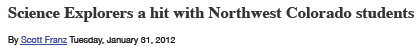 Science Explorers a hit with Northwest Colorado students
By Scott Franz Tuesday, January 31, 2012